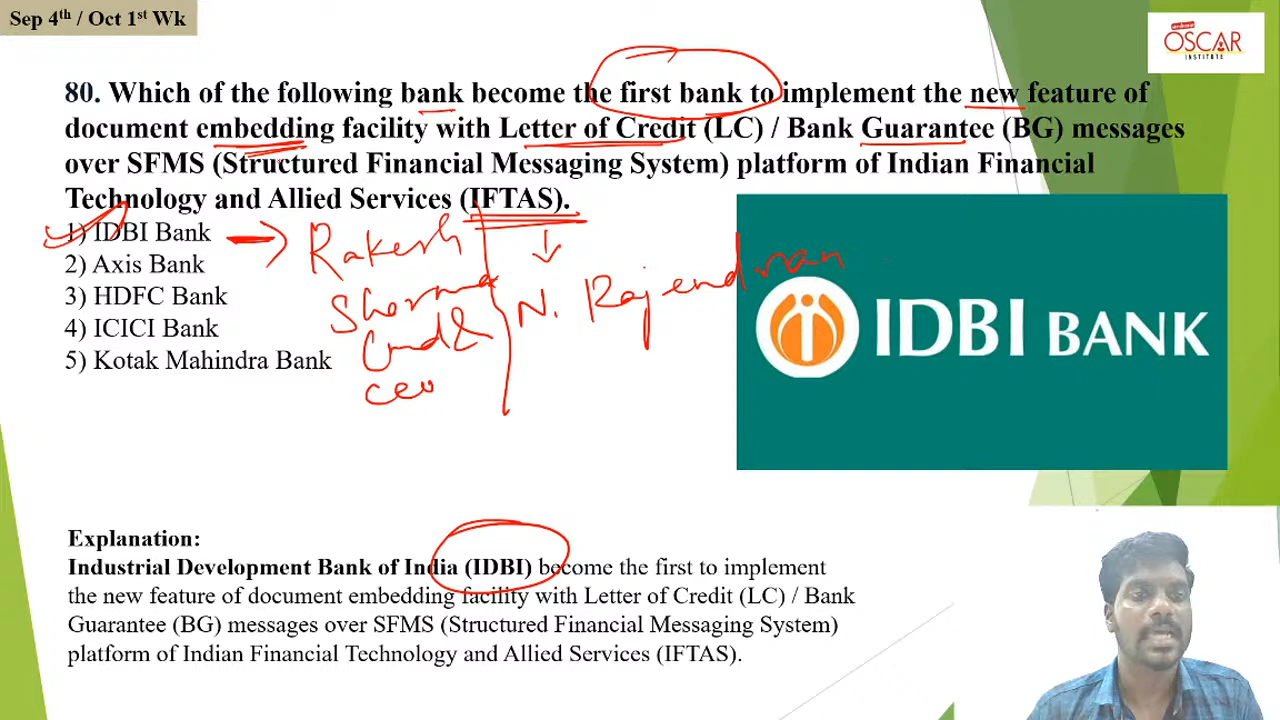 Sep 4th / Oct 1st Wk
OSCAR
INSTITUTE
80. Which of the following bank become the first bank to implement the new feature of
document embedding facility with Letter of Credit (LC) / Bank Guarantee (BG) messages
over SFMS (Structured Financial Messaging System) platform of Indian Financial
Technology and Allied Services (IFTAS).
1) IDBI Bank
2) Axis Bank
3) HDFC Bank
4) ICICI Bank
5) Kotak Mahindra Bank
Rakesh
Sharma
CEO
N. Rajendran
IDBI BANK
Explanation:
Industrial Development Bank of India (IDBI) become the first to implement
the new feature of document embedding facility with Letter of Credit (LC) / Bank
Guarantee (BG) messages over SFMS (Structured Financial Messaging System)
platform of Indian Financial Technology and Allied Services (IFTAS).